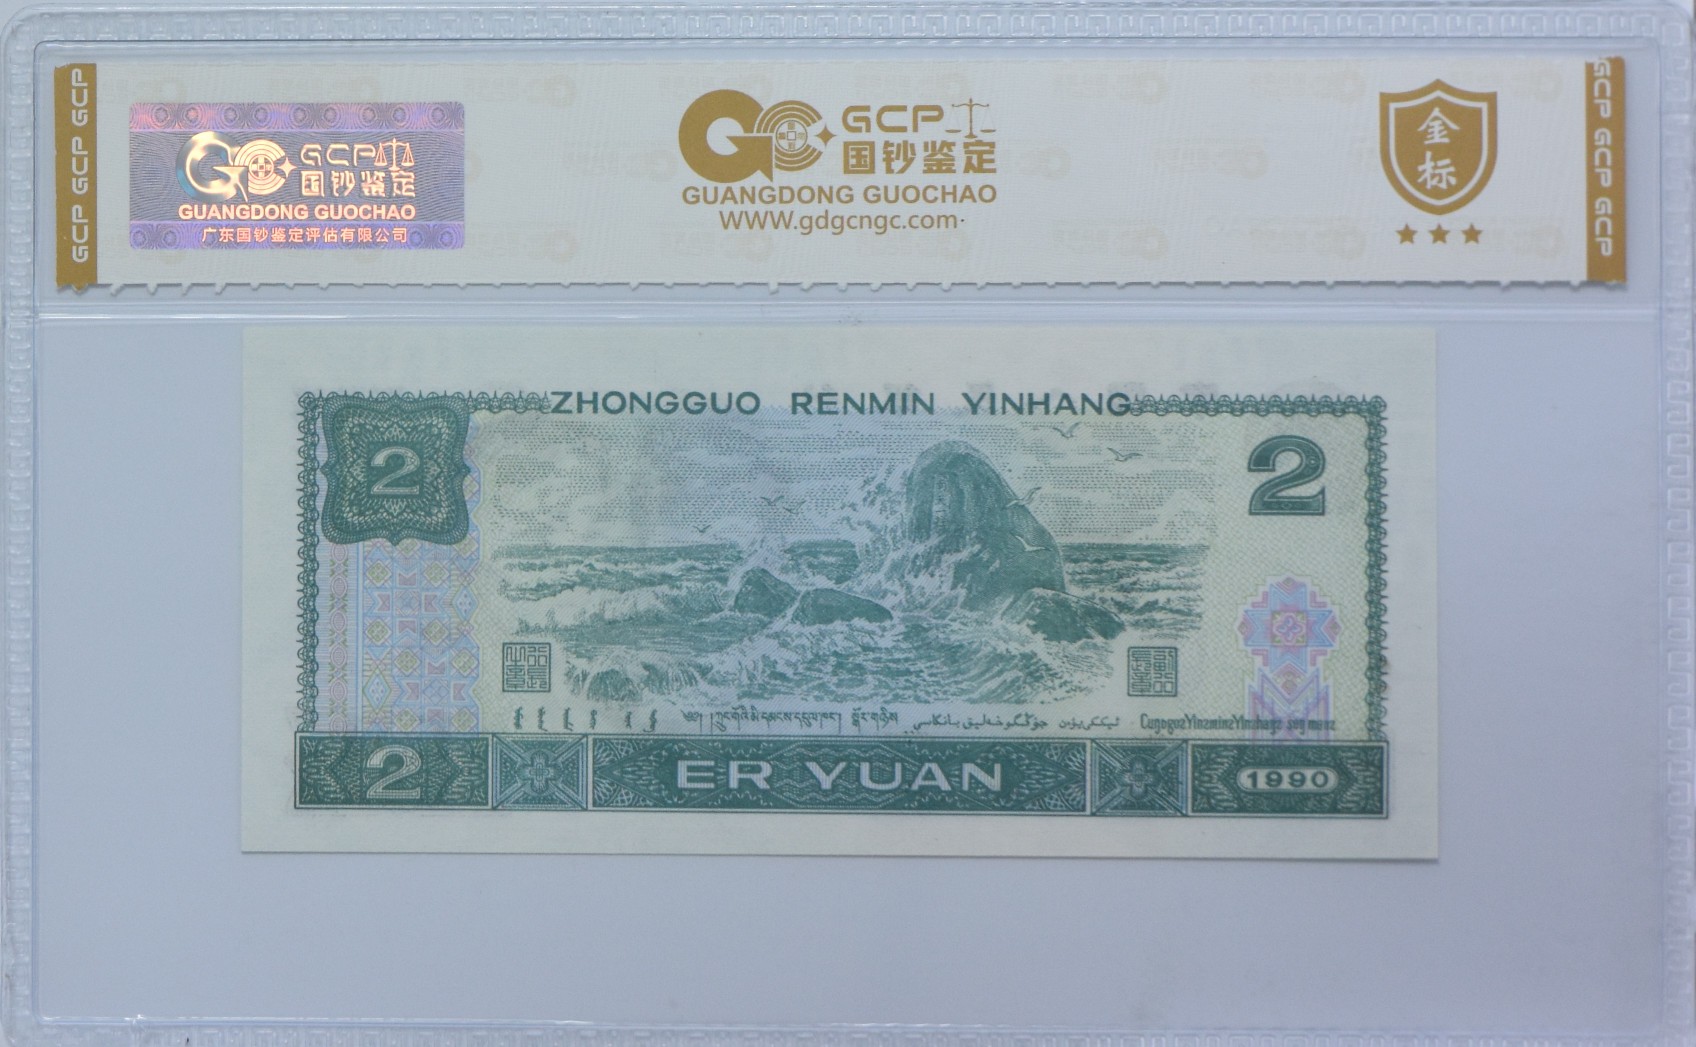 GCP GCP GCP
GCP
国钞鉴定
GUANGDONG GUOCHAO
广东国钞鉴定评估有限公司
GCP
国钞鉴定
GUANGDONG GUOCHAO
WWW.gdgcngc.com
金标
GCP GCP GCP
ZHONGGUO RENMIN YINHANG
2
2
2
ER YUAN
1990